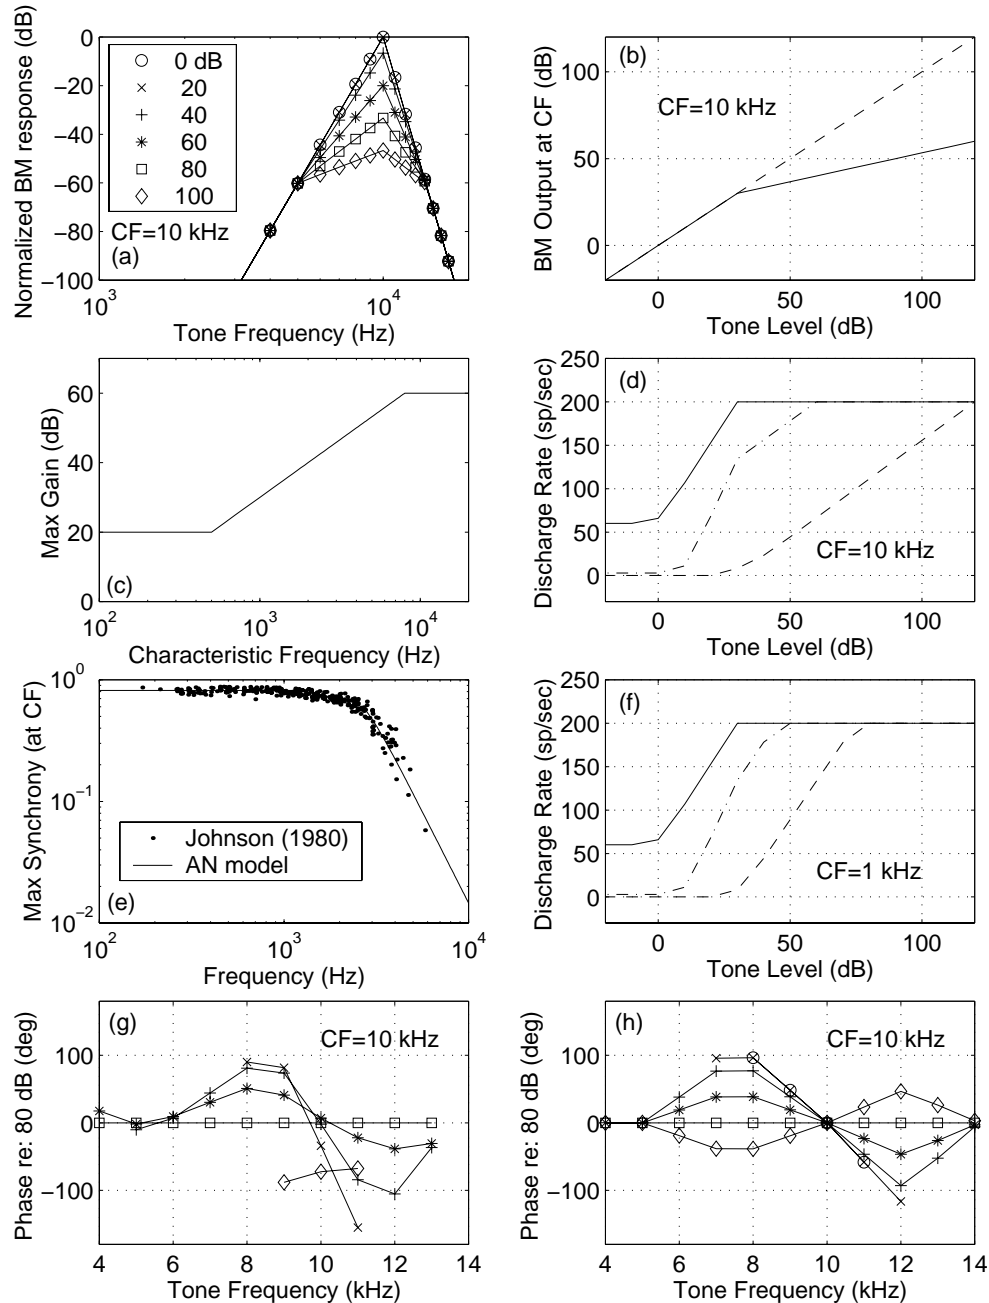 Normalized BM response (dB)
0
−20
−40
−60
−80
−100
0 dB
20
40
60
80
100
CF=10 kHz
(a)
10^3
10^4
Tone Frequency (Hz)
BM Output at CF (dB)
100
50
0
(b)
CF=10 kHz
0
50
100
Tone Level (dB)
Max Gain (dB)
60
40
20
0
(c)
10^2
10^3
10^4
Characteristic Frequency (Hz)
Discharge Rate (sp/sec)
250
200
150
100
50
0
(d)
CF=10 kHz
0
50
100
Tone Level (dB)
Max Synchrony (at CF)
10^0
10^−1
10^−2
Johnson (1980)
AN model
(e)
10^2
10^3
10^4
Frequency (Hz)
Discharge Rate (sp/sec)
250
200
150
100
50
0
(f)
CF=1 kHz
0
50
100
Tone Level (dB)
Phase re: 80 dB (deg)
100
0
−100
(g)
CF=10 kHz
4
6
8
10
12
14
Tone Frequency (kHz)
Phase re: 80 dB (deg)
100
0
−100
(h)
CF=10 kHz
4
6
8
10
12
14
Tone Frequency (kHz)